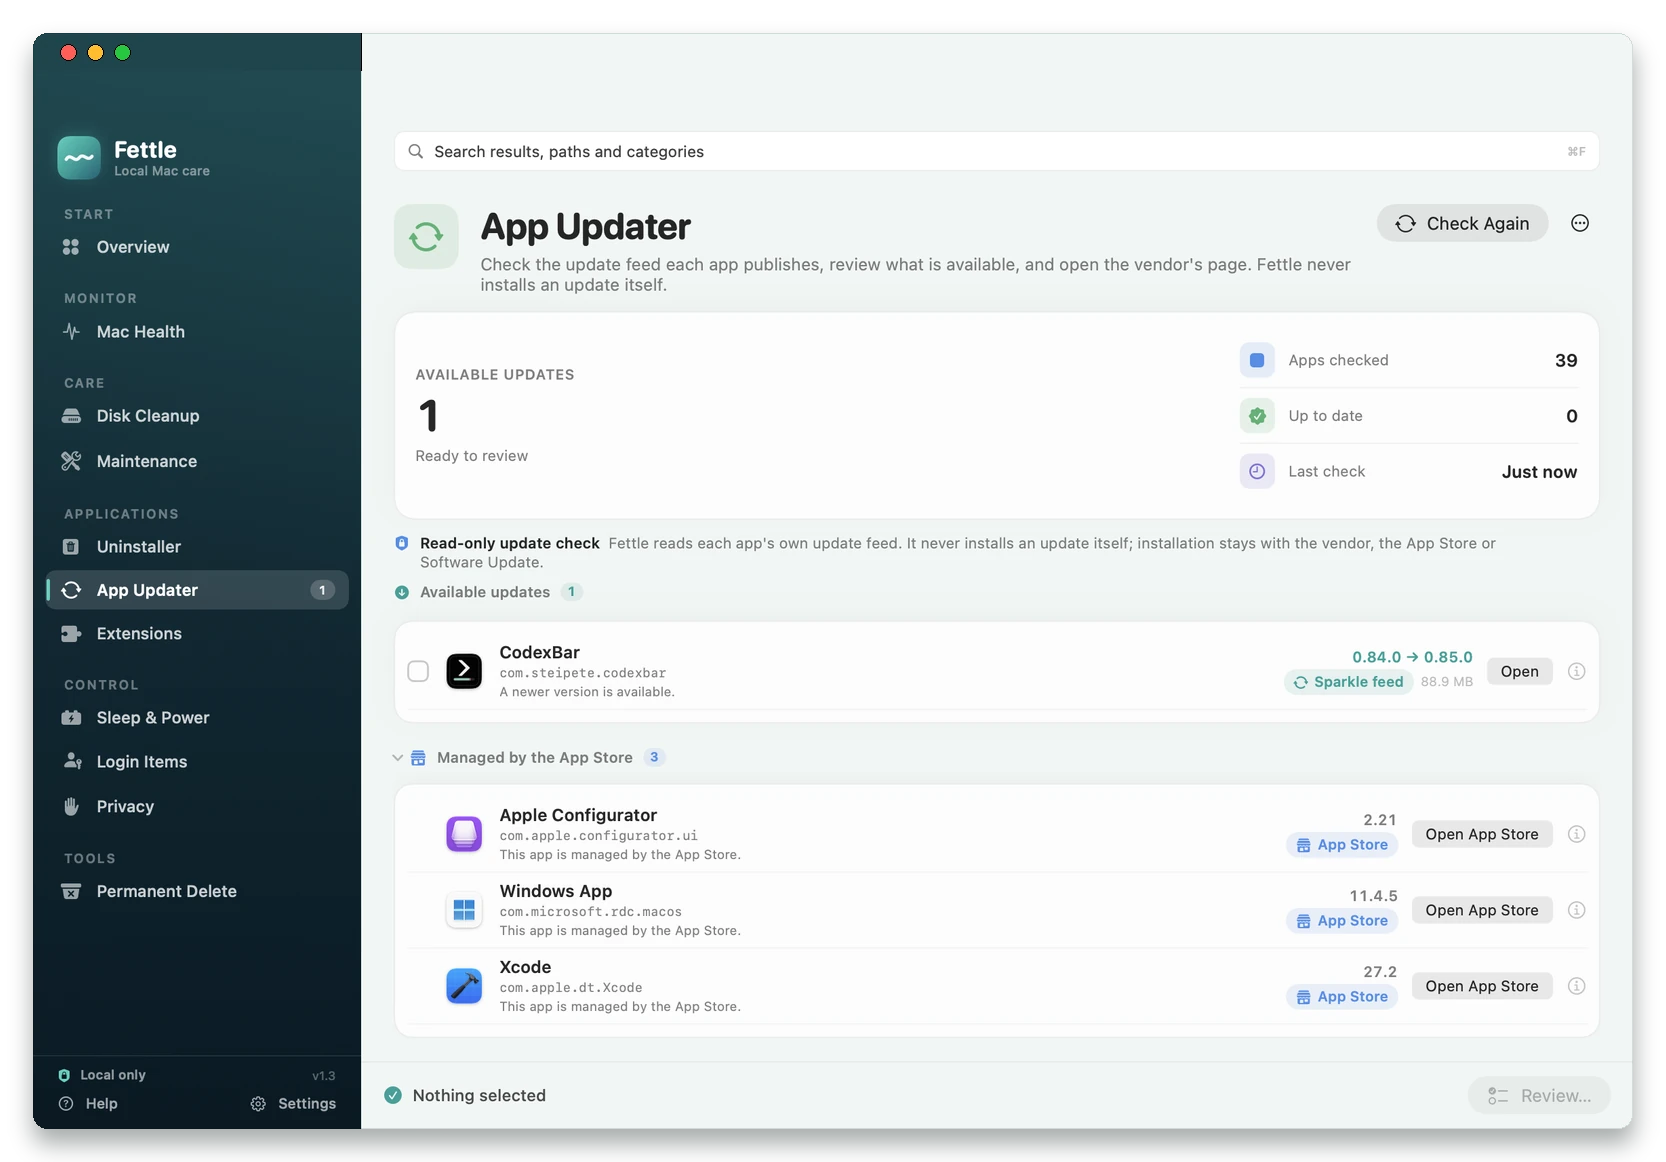 Fettle
Local Mac care
START
Overview
MONITOR
Mac Health
CARE
Disk Cleanup
Maintenance
APPLICATIONS
Uninstaller
App Updater 1
Extensions
CONTROL
Sleep & Power
Login Items
Privacy
TOOLS
Permanent Delete
Local only v1.3
Help Settings
Search results, paths and categories ⌘F
App Updater
Check Again
Check the update feed each app publishes, review what is available, and open the vendor's page. Fettle never
installs an update itself.
AVAILABLE UPDATES
1
Ready to review
Apps checked 39
Up to date 0
Last check Just now
Read-only update check Fettle reads each app's own update feed. It never installs an update itself; installation stays with the vendor, the App Store or
Software Update.
Available updates 1
CodexBar
com.steipete.codexbar
A newer version is available.
0.84.0 → 0.85.0
Sparkle feed 88.9 MB
Open
Managed by the App Store 3
Apple Configurator
com.apple.configurator.ui
This app is managed by the App Store.
2.21
App Store
Open App Store
Windows App
com.microsoft.rdc.macos
This app is managed by the App Store.
11.4.5
App Store
Open App Store
Xcode
com.apple.dt.Xcode
This app is managed by the App Store.
27.2
App Store
Open App Store
Nothing selected
Review...